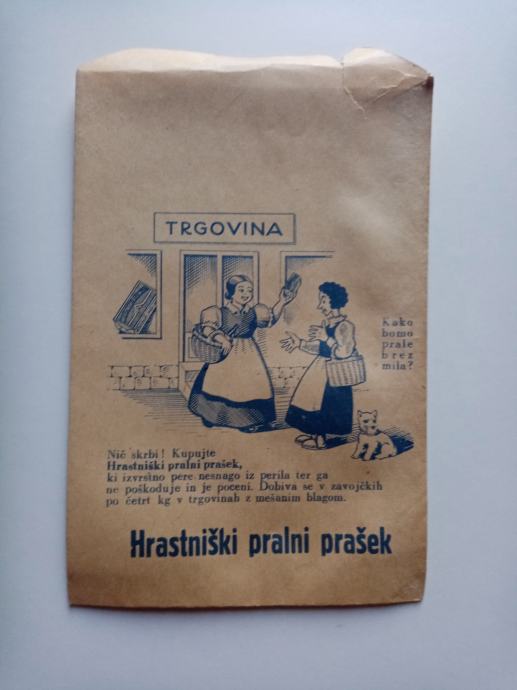 TRGOVINA
Kako
bomo
prale
brez
mila?
Nič skrbi! Kupujte
Hrastniški pralni prašek,
ki izvrstno pere nesnago iz perila ter ga
ne poškoduje in je poceni. Dobiva se v zavojčkih
po četrt kg v trgovinah z mešanim blagom.
Hrastniški pralni prašek